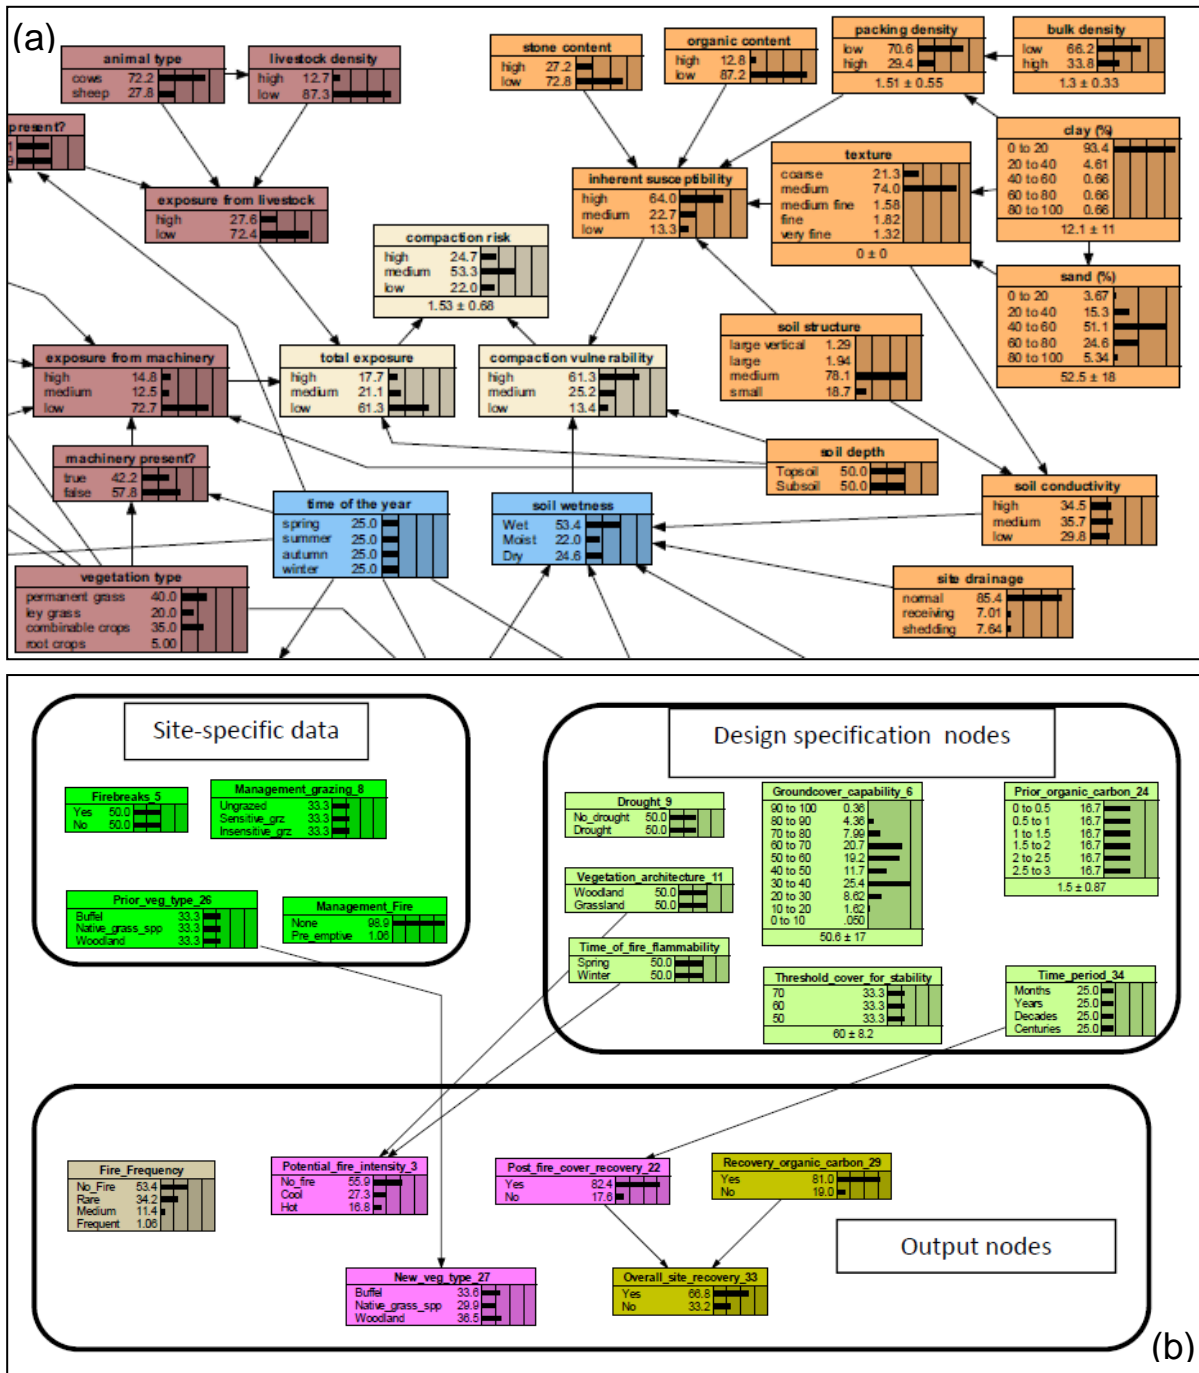 (a)
animal type
cows 72.2
sheep 27.8
livestock density
high 12.7
low 87.3
stone content
high 27.2
low 72.8
organic content
high 12.8
low 87.2
packing density
low 70.6
high 29.4
1.51 ± 0.55
bulk density
low 66.2
high 33.8
1.3 ± 0.33
present?
1
9
exposure from livestock
high 27.6
low 72.4
compaction risk
high 24.7
medium 53.3
low 22.0
1.53 ± 0.68
inherent susceptibility
high 64.0
medium 22.7
low 13.3
texture
coarse 21.3
medium 74.0
medium fine 1.58
fine 1.82
very fine 1.32
0 ± 0
clay (%)
0 to 20 93.4
20 to 40 4.61
40 to 60 0.66
60 to 80 0.66
80 to 100 0.66
12.1 ± 11
sand (%)
0 to 20 3.67
20 to 40 15.3
40 to 60 51.1
60 to 80 24.6
80 to 100 5.34
52.5 ± 18
exposure from machinery
high 14.8
medium 12.5
low 72.7
total exposure
high 17.7
medium 21.1
low 61.3
compaction vulnerability
high 61.3
medium 25.2
low 13.4
soil structure
large vertical 1.29
large 1.94
medium 78.1
small 18.7
machinery present?
true 42.2
false 57.8
time of the year
spring 25.0
summer 25.0
autumn 25.0
winter 25.0
soil wetness
Wet 53.4
Moist 22.0
Dry 24.6
soil depth
Topsoil 50.0
Subsoil 50.0
soil conductivity
high 34.5
medium 35.7
low 29.8
vegetation type
permanent grass 40.0
ley grass 20.0
combinable crops 35.0
root crops 5.00
site drainage
normal 85.4
receiving 7.01
shedding 7.64
Site-specific data
Firebreaks_5
Yes 50.0
No 50.0
Management_grazing_8
Ungrazed 33.3
Sensitive_grz 33.3
Insensitive_grz 33.3
Prior_veg_type_26
Buffel 33.3
Native_grass_spp 33.3
Woodland 33.3
Management_Fire
None 98.9
Pre_emptive 1.06
Design specification nodes
Drought_9
No_drought 50.0
Drought 50.0
Vegetation_architecture_11
Woodland 50.0
Grassland 50.0
Time_of_fire_flammability
Spring 50.0
Winter 50.0
Groundcover_capability_6
90 to 100 0.36
80 to 90 4.36
70 to 80 7.99
60 to 70 20.7
50 to 60 19.2
40 to 50 11.7
30 to 40 25.4
20 to 30 8.62
10 to 20 1.62
0 to 10 .050
50.6 ± 17
Prior_organic_carbon_24
0 to 0.5 16.7
0.5 to 1 16.7
1 to 1.5 16.7
1.5 to 2 16.7
2 to 2.5 16.7
2.5 to 3 16.7
1.5 ± 0.87
Threshold_cover_for_stability
70 33.3
60 33.3
50 33.3
60 ± 8.2
Time_period_34
Months 25.0
Years 25.0
Decades 25.0
Centuries 25.0
Fire_Frequency
No_Fire 53.4
Rare 34.2
Medium 11.4
Frequent 1.06
Potential_fire_intensity_3
No_fire 55.9
Cool 27.3
Hot 16.8
Post_fire_cover_recovery_22
Yes 82.4
No 17.6
Recovery_organic_carbon_29
Yes 81.0
No 19.0
Output nodes
New_veg_type_27
Buffel 33.6
Native_grass_spp 29.9
Woodland 36.5
Overall_site_recovery_33
Yes 66.8
No 33.2
(b)